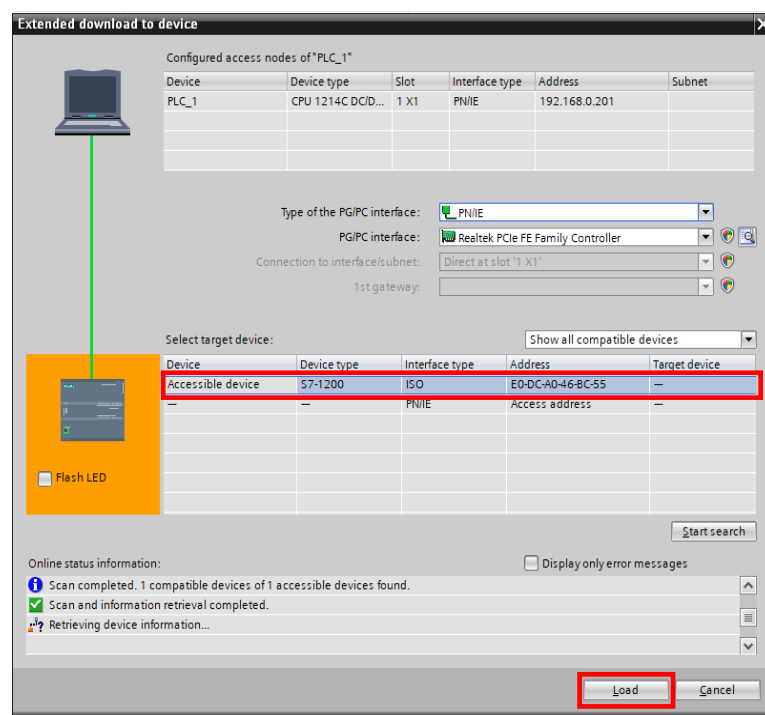 Extended download to device
Configured access nodes of "PLC_1"
Device Device type Slot Interface type Address Subnet
PLC_1 CPU 1214C DC/D... 1 X1 PN/IE 192.168.0.201
Type of the PG/PC interface: PN/IE
PG/PC interface: Realtek PCIe FE Family Controller
Connection to interface/subnet: Direct at slot '1 X1'
1st gateway:
Select target device: Show all compatible devices
Device Device type Interface type Address Target device
Accessible device S7-1200 ISO E0-DC-A0-46-BC-55 —
— — PN/IE Access address —
Flash LED
Start search
Online status information: Display only error messages
Scan completed. 1 compatible devices of 1 accessible devices found.
Scan and information retrieval completed.
Retrieving device information...
Load Cancel